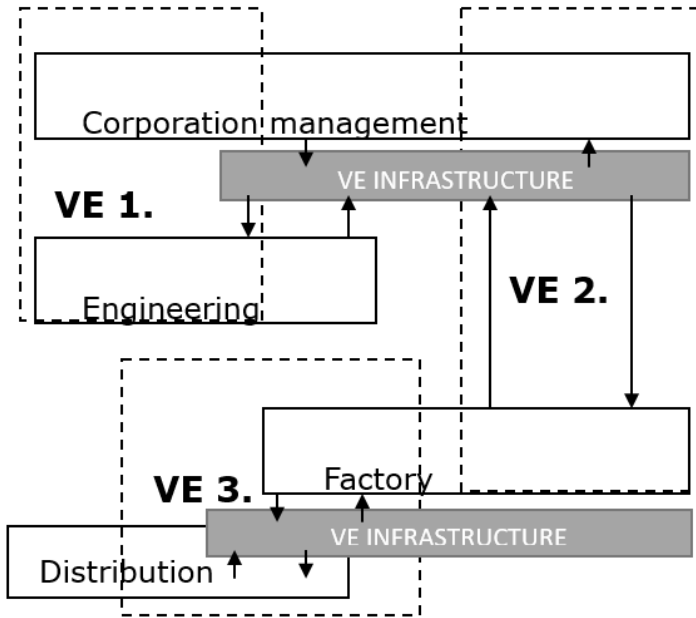 Corporation management
VE INFRASTRUCTURE
VE 1.
Engineering
VE 2.
Factory
VE 3.
VE INFRASTRUCTURE
Distribution